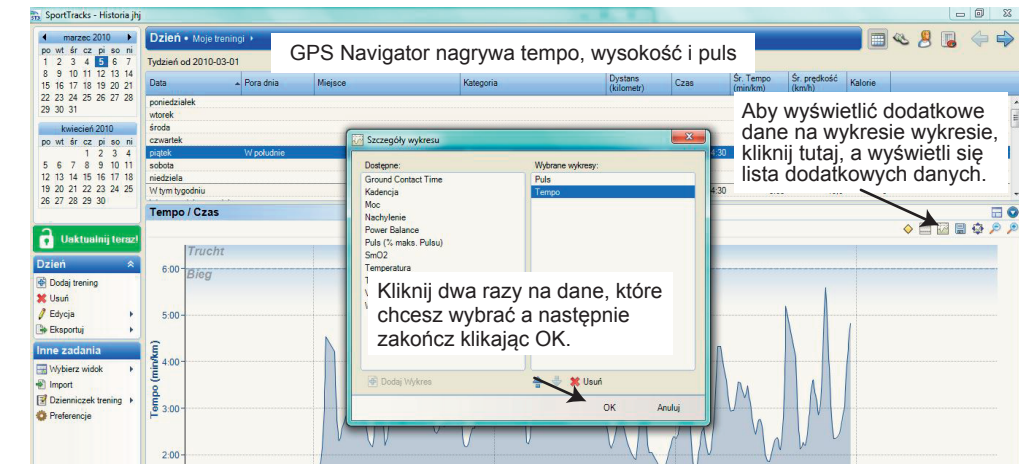 SportTracks - Historia jhj
marzec 2010
po wt śr cz pi so ni
1 2 3 4 5 6 7
8 9 10 11 12 13 14
15 16 17 18 19 20 21
22 23 24 25 26 27 28
29 30 31
kwiecień 2010
po wt śr cz pi so ni
1 2 3 4
5 6 7 8 9 10 11
12 13 14 15 16 17 18
19 20 21 22 23 24 25
26 27 28 29 30
Uaktualnij teraz!
Dzień
Dodaj trening
Usuń
Edycja
Eksportuj
Inne zadania
Wybierz widok
Import
Dzienniczek trening
Preferencje
Dzień • Moje treningi
GPS Navigator nagrywa tempo, wysokość i puls
Tydzień od 2010-03-01
Data Pora dnia Miejsce Kategoria Dystans (kilometr) Czas Śr. Tempo (min/km) Śr. prędkość (km/h) Kalorie
poniedziałek
wtorek
środa
czwartek
piątek W południe 4:30
sobota
niedziela
W tym tygodniu 4:30
Aby wyświetlić dodatkowe
dane na wykresie wykresie,
kliknij tutaj, a wyświetli się
lista dodatkowych danych.
Tempo / Czas
Trucht
Bieg
Tempo (min/km)
6:00
5:00
4:00
3:00
2:00
Szczegóły wykresu
Dostępne:
Ground Contact Time
Kadencja
Moc
Nachylenie
Power Balance
Puls (% maks. Pulsu)
SmO2
Temperatura
Wybrane wykresy:
Puls
Tempo
Kliknij dwa razy na dane, które
chcesz wybrać a następnie
zakończ klikając OK.
Dodaj Wykres
Usuń
OK Anuluj